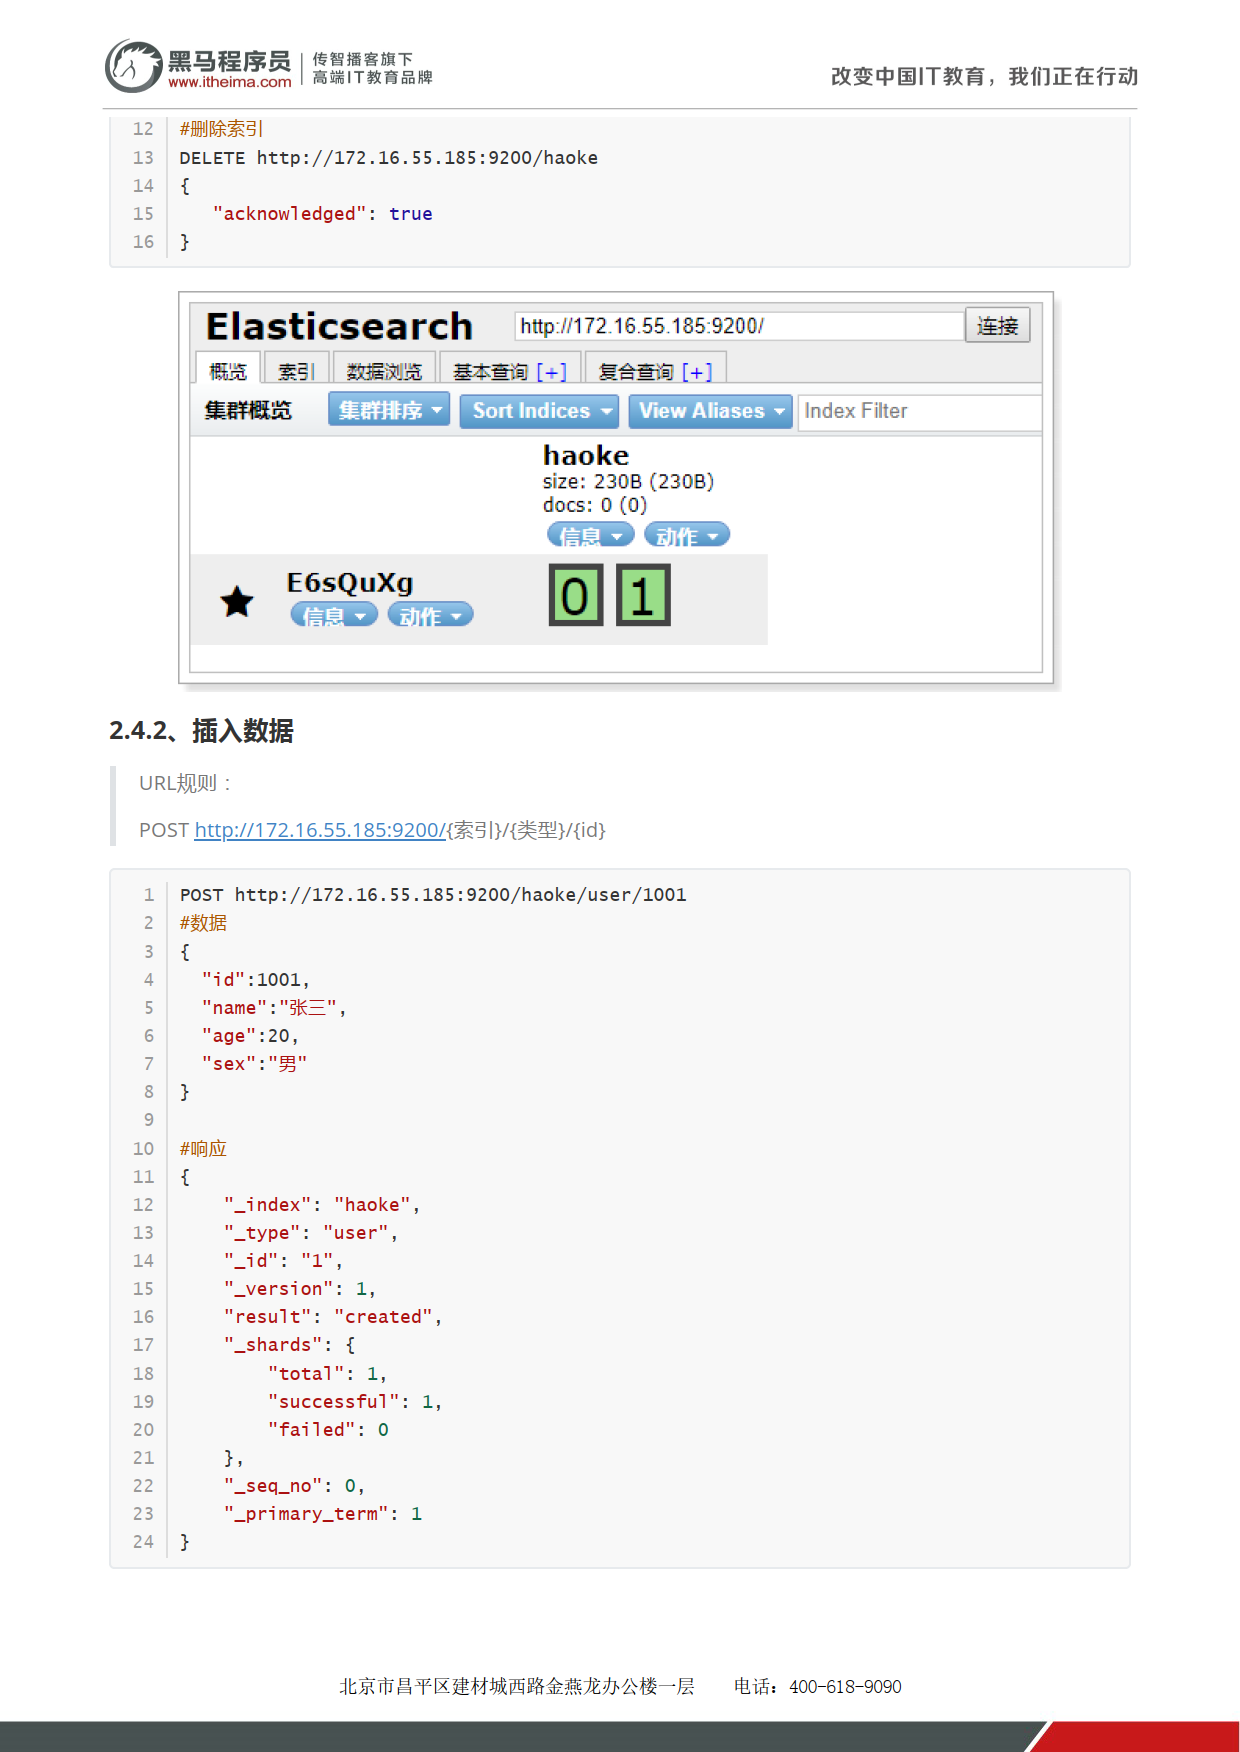 黑马程序员
www.itheima.com
传智播客旗下
高端IT教育品牌
改变中国IT教育，我们正在行动
12 #删除索引
13 DELETE http://172.16.55.185:9200/haoke
14 {
15    "acknowledged": true
16 }
Elasticsearch http://172.16.55.185:9200/ 连接
概览 索引 数据浏览 基本查询 [+] 复合查询 [+]
集群概览 集群排序 Sort Indices View Aliases Index Filter
haoke
size: 230B (230B)
docs: 0 (0)
信息 动作
E6sQuXg
信息 动作
0 1
2.4.2、插入数据
URL规则：
POST http://172.16.55.185:9200/{索引}/{类型}/{id}
1 POST http://172.16.55.185:9200/haoke/user/1001
2 #数据
3 {
4   "id":1001,
5   "name":"张三",
6   "age":20,
7   "sex":"男"
8 }
9
10 #响应
11 {
12     "_index": "haoke",
13     "_type": "user",
14     "_id": "1",
15     "_version": 1,
16     "result": "created",
17     "_shards": {
18         "total": 1,
19         "successful": 1,
20         "failed": 0
21     },
22     "_seq_no": 0,
23     "_primary_term": 1
24 }
北京市昌平区建材城西路金燕龙办公楼一层 电话：400-618-9090